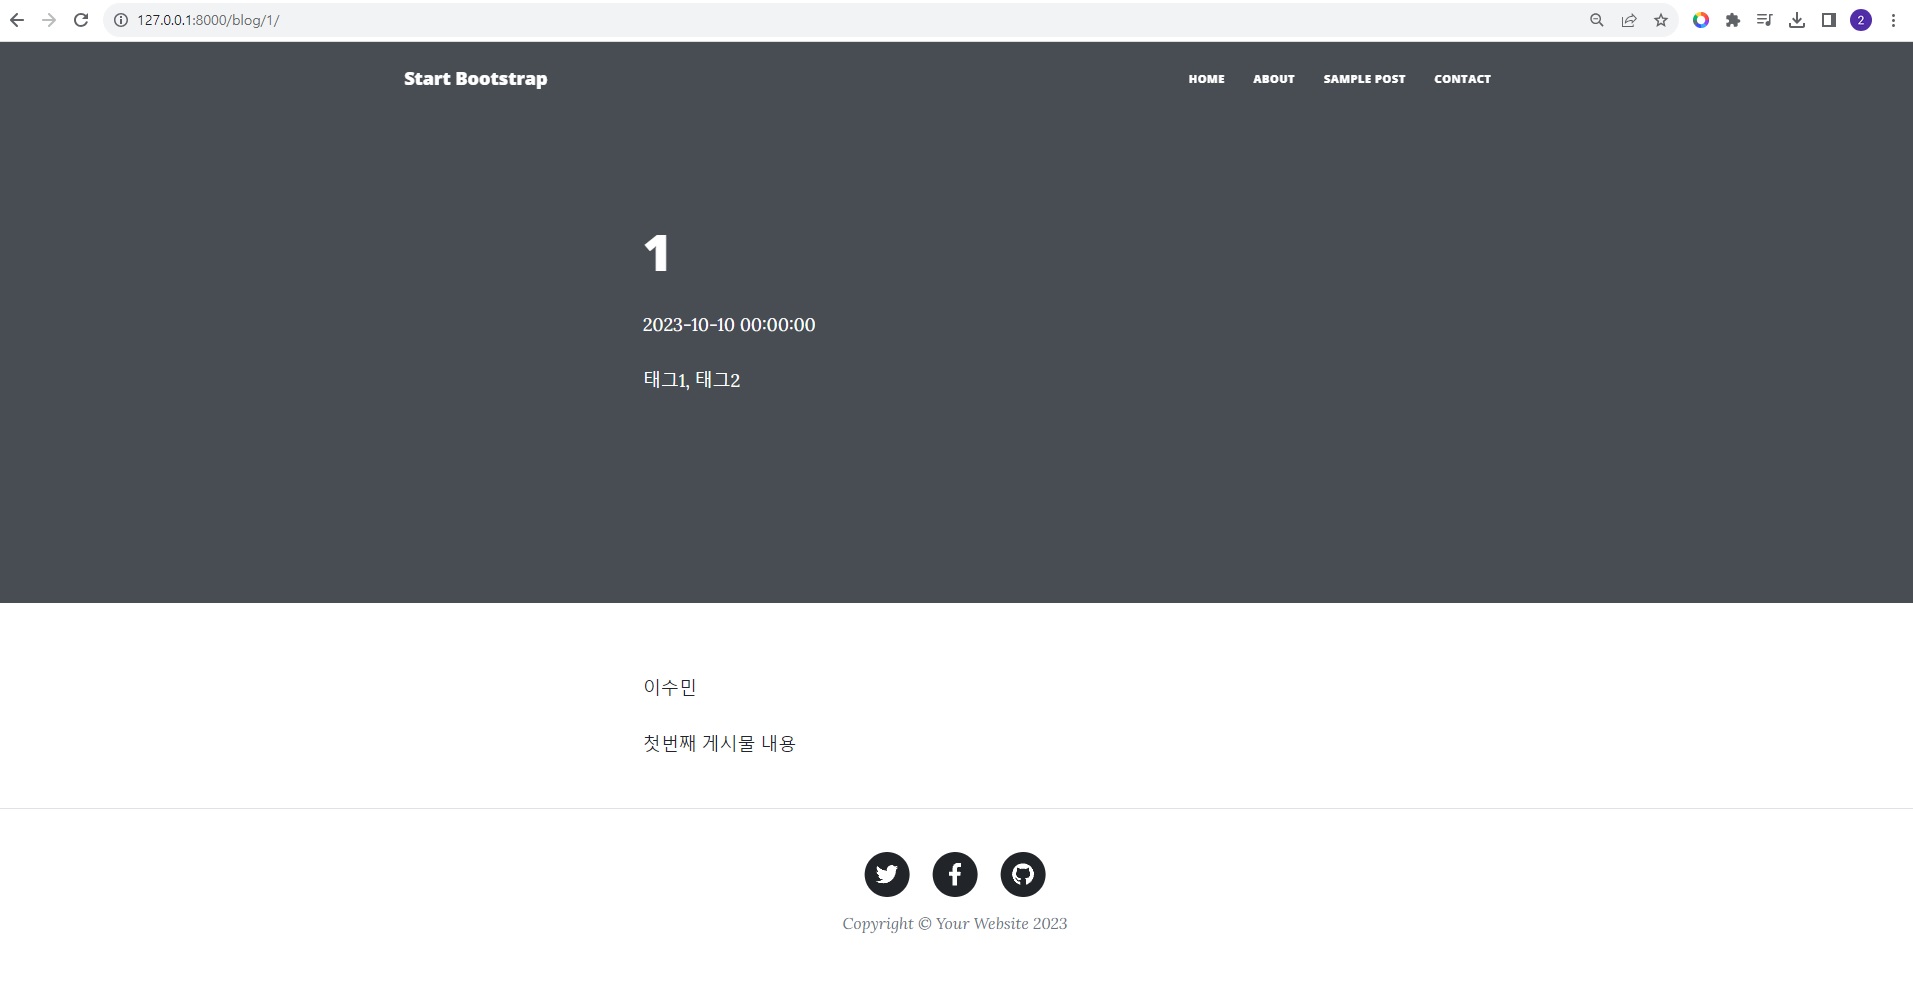 127.0.0.1:8000/blog/1/
2
Start Bootstrap
HOME ABOUT SAMPLE POST CONTACT
1
2023-10-10 00:00:00
태그1, 태그2
이수민
첫번째 게시물 내용
Copyright © Your Website 2023